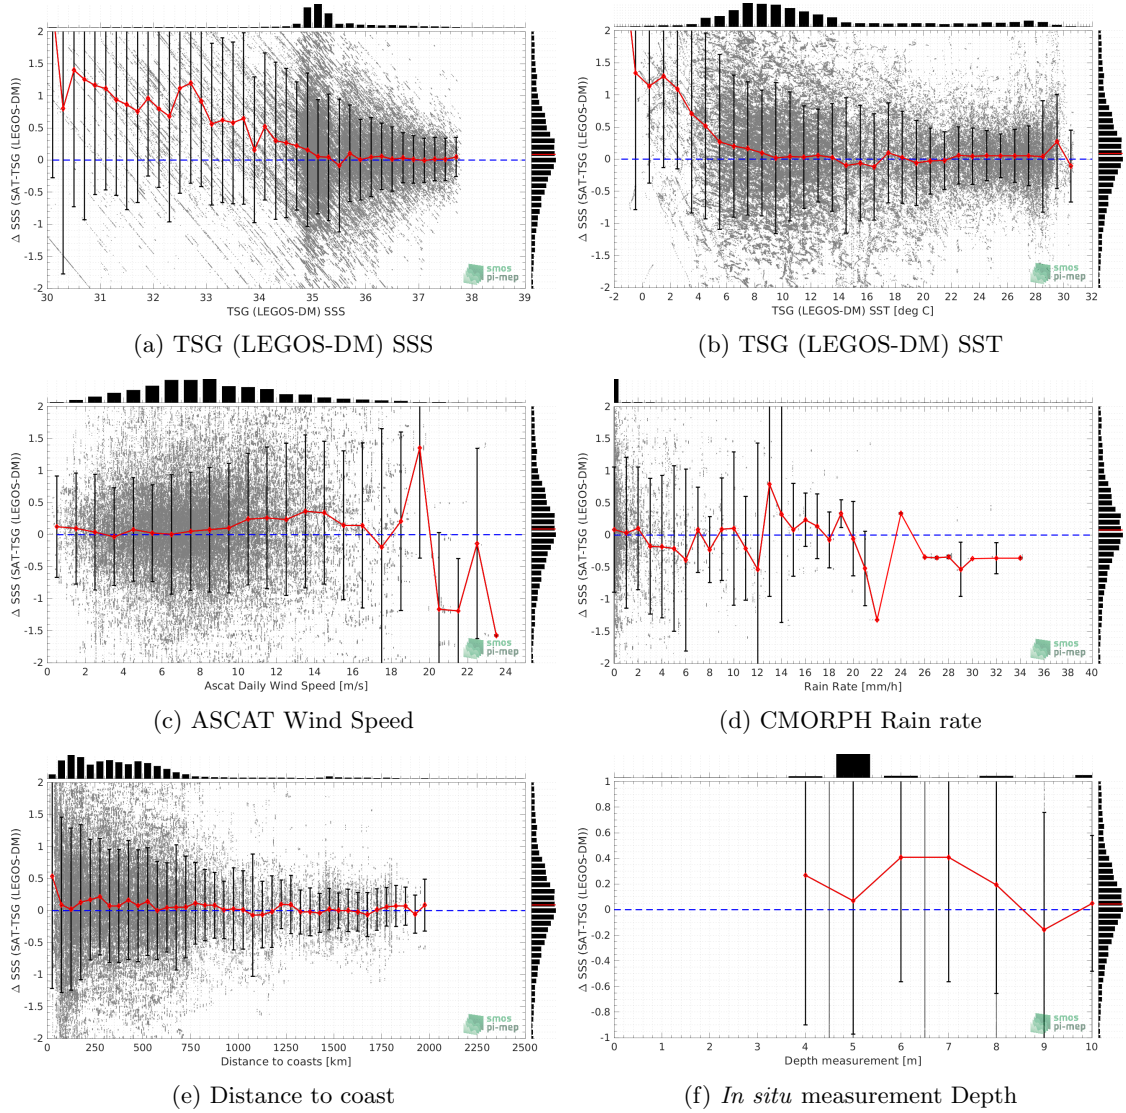 Δ SSS (SAT-TSG (LEGOS-DM))
2
1.5
1
0.5
0
-0.5
-1
-1.5
-2
30 31 32 33 34 35 36 37 38 39
TSG (LEGOS-DM) SSS
smos
pi-mep
(a) TSG (LEGOS-DM) SSS
Δ SSS (SAT-TSG (LEGOS-DM))
2
1.5
1
0.5
0
-0.5
-1
-1.5
-2
-2 0 2 4 6 8 10 12 14 16 18 20 22 24 26 28 30 32
TSG (LEGOS-DM) SST [deg C]
smos
pi-mep
(b) TSG (LEGOS-DM) SST
Δ SSS (SAT-TSG (LEGOS-DM))
2
1.5
1
0.5
0
-0.5
-1
-1.5
-2
0 2 4 6 8 10 12 14 16 18 20 22 24
Ascat Daily Wind Speed [m/s]
smos
pi-mep
(c) ASCAT Wind Speed
Δ SSS (SAT-TSG (LEGOS-DM))
2
1.5
1
0.5
0
-0.5
-1
-1.5
-2
0 2 4 6 8 10 12 14 16 18 20 22 24 26 28 30 32 34 36 38 40
Rain Rate [mm/h]
smos
pi-mep
(d) CMORPH Rain rate
Δ SSS (SAT-TSG (LEGOS-DM))
2
1.5
1
0.5
0
-0.5
-1
-1.5
-2
0 250 500 750 1000 1250 1500 1750 2000 2250 2500
Distance to coasts [km]
smos
pi-mep
(e) Distance to coast
Δ SSS (SAT-TSG (LEGOS-DM))
1
0.8
0.6
0.4
0.2
0
-0.2
-0.4
-0.6
-0.8
-1
0 1 2 3 4 5 6 7 8 9 10
Depth measurement [m]
smos
pi-mep
(f) In situ measurement Depth